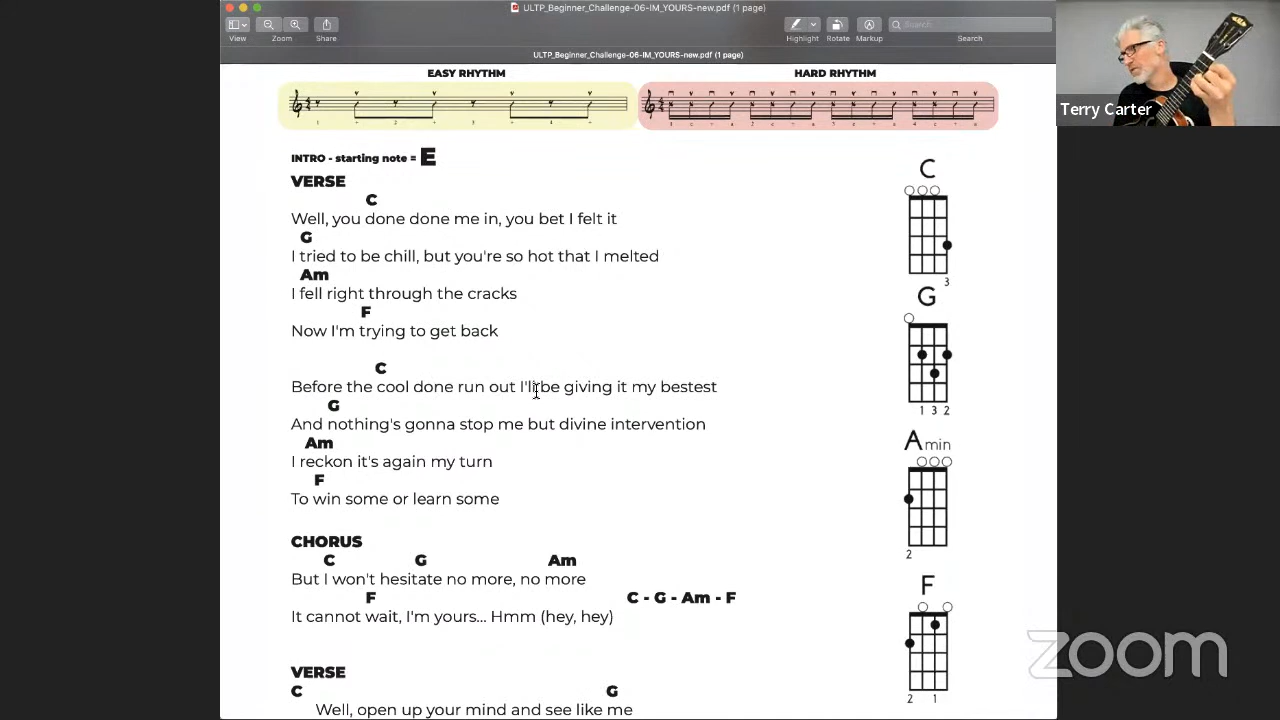 ULTP_Beginner_Challenge-06-IM_YOURS-new.pdf (1 page)
View Zoom Share Highlight Rotate Markup Search
Search
ULTP_Beginner_Challenge-06-IM_YOURS-new.pdf (1 page)
Terry Carter
EASY RHYTHM HARD RHYTHM
INTRO - starting note = E
VERSE
C
Well, you done done me in, you bet I felt it
G
I tried to be chill, but you're so hot that I melted
Am
I fell right through the cracks
F
Now I'm trying to get back
C
Before the cool done run out I'll be giving it my bestest
G
And nothing's gonna stop me but divine intervention
Am
I reckon it's again my turn
F
To win some or learn some
CHORUS
C G Am
But I won't hesitate no more, no more
F C - G - Am - F
It cannot wait, I'm yours... Hmm (hey, hey)
VERSE
C G
Well, open up your mind and see like me
C
3
G
1 3 2
Amin
2
F
2 1
zoom